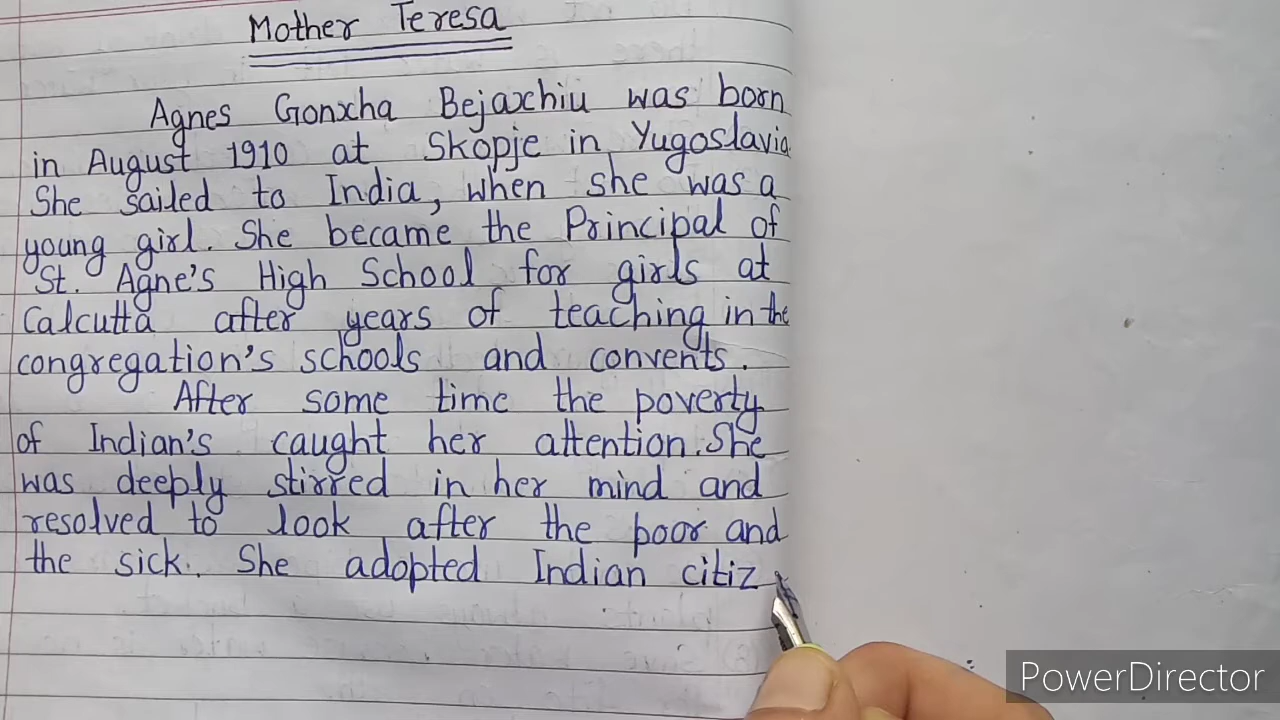 Mother Teresa
Agnes Gonxha Bejaxhiu was born
in August 1910 at Skopje in Yugoslavia
She sailed to India, when she was a
young girl. She became the Principal of
St. Agne's High School for girls at
Calcutta after years of teaching in the
congregation's schools and convents.
After some time the poverty
of Indian's caught her attention. She
was deeply stirred in her mind and
resolved to look after the poor and
the sick. She adopted Indian citiz
PowerDirector